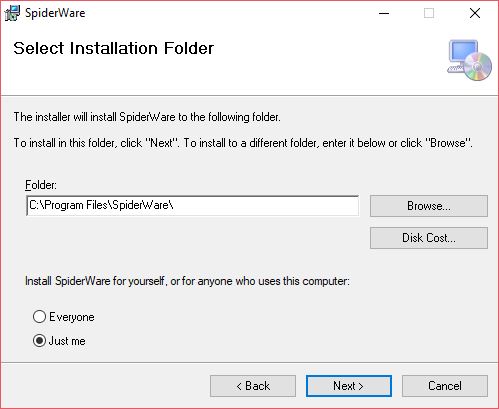 SpiderWare
Select Installation Folder
The installer will install SpiderWare to the following folder.
To install in this folder, click "Next". To install to a different folder, enter it below or click "Browse".
Folder:
C:\Program Files\SpiderWare\
Browse...
Disk Cost...
Install SpiderWare for yourself, or for anyone who uses this computer:
Everyone
Just me
< Back
Next >
Cancel